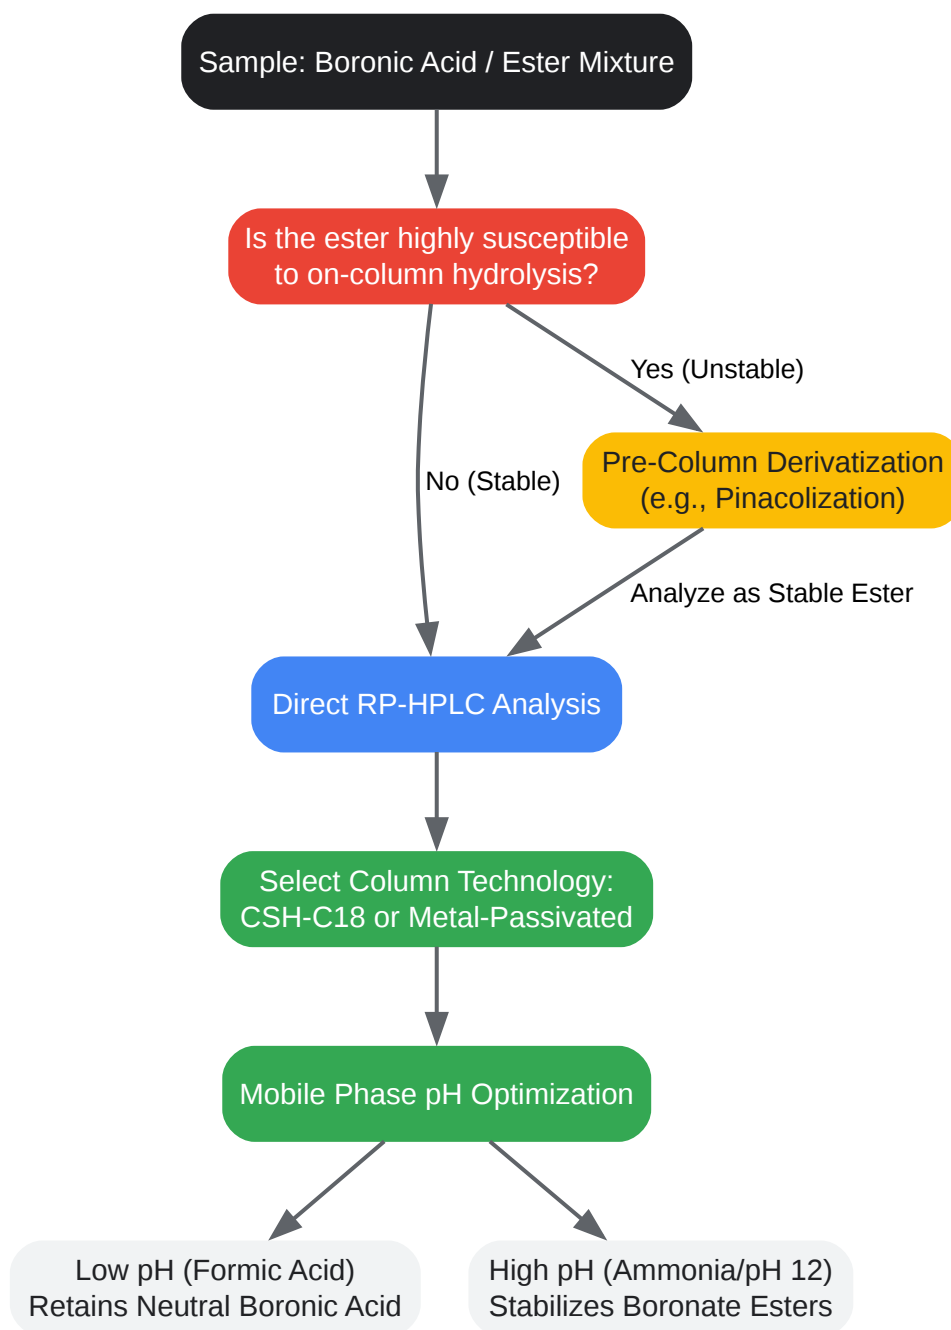 Sample: Boronic Acid / Ester Mixture
Is the ester highly susceptible
to on-column hydrolysis?
Yes (Unstable)
Pre-Column Derivatization
(e.g., Pinacolization)
No (Stable)
Analyze as Stable Ester
Direct RP-HPLC Analysis
Select Column Technology:
CSH-C18 or Metal-Passivated
Mobile Phase pH Optimization
Low pH (Formic Acid)
Retains Neutral Boronic Acid
High pH (Ammonia/pH 12)
Stabilizes Boronate Esters